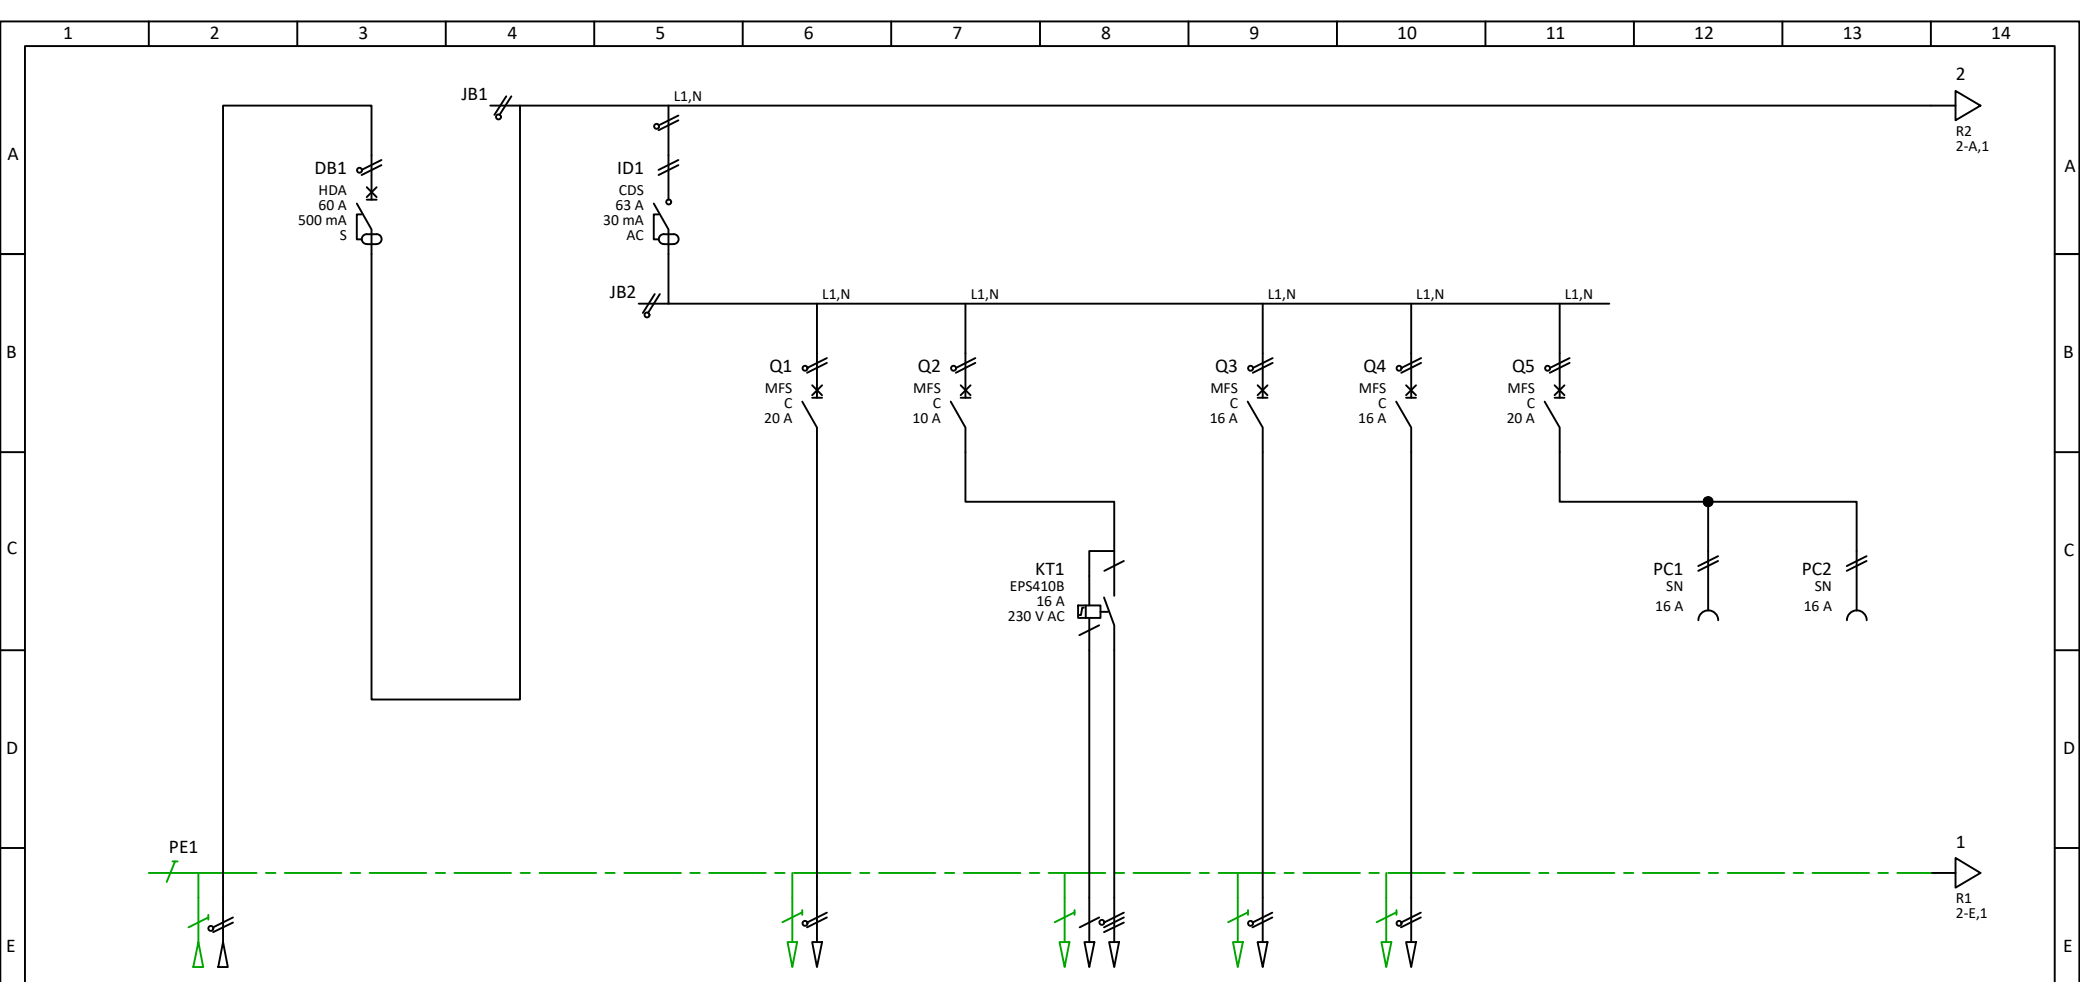 1 2 3 4 5 6 7 8 9 10 11 12 13 14
JB1
L1,N
2
R2
2-A,1
A
A
DB1
HDA
60 A
500 mA
S
ID1
CDS
63 A
30 mA
AC
JB2
L1,N L1,N L1,N L1,N L1,N
B
B
Q1
MFS
C
20 A
Q2
MFS
C
10 A
Q3
MFS
C
16 A
Q4
MFS
C
16 A
Q5
MFS
C
20 A
C
C
KT1
EPS410B
16 A
230 V AC
PC1
SN
16 A
PC2
SN
16 A
D
D
PE1
1
R1
2-E,1
E
E